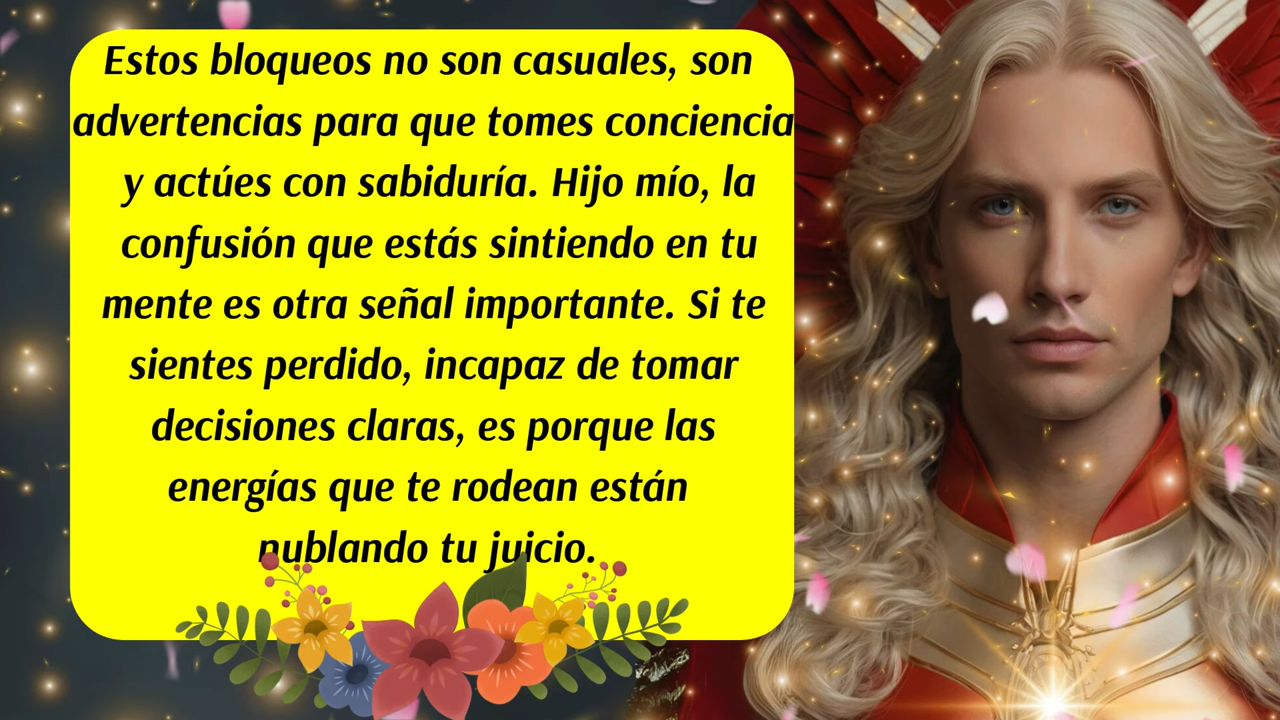 Estos bloqueos no son casuales, son
advertencias para que tomes conciencia
y actúes con sabiduría. Hijo mío, la
confusión que estás sintiendo en tu
mente es otra señal importante. Si te
sientes perdido, incapaz de tomar
decisiones claras, es porque las
energías que te rodean están
nublando tu juicio.